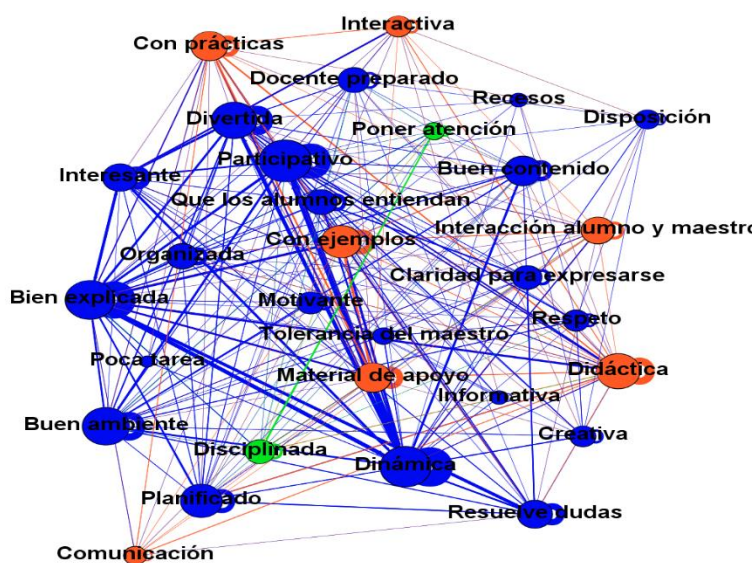 Interactiva
Con prácticas
Docente preparado
Recesos
Disposición
Divertida
Poner atención
Participativo
Buen contenido
Interesante
Que los alumnos entiendan
Interacción alumno y maestro
Con ejemplos
Organizada
Claridad para expresarse
Bien explicada
Motivante
Respeto
Tolerancia del maestro
Poca tarea
Material de apoyo
Didáctica
Informativa
Buen ambiente
Creativa
Disciplinada
Dinámica
Planificado
Resuelve dudas
Comunicación